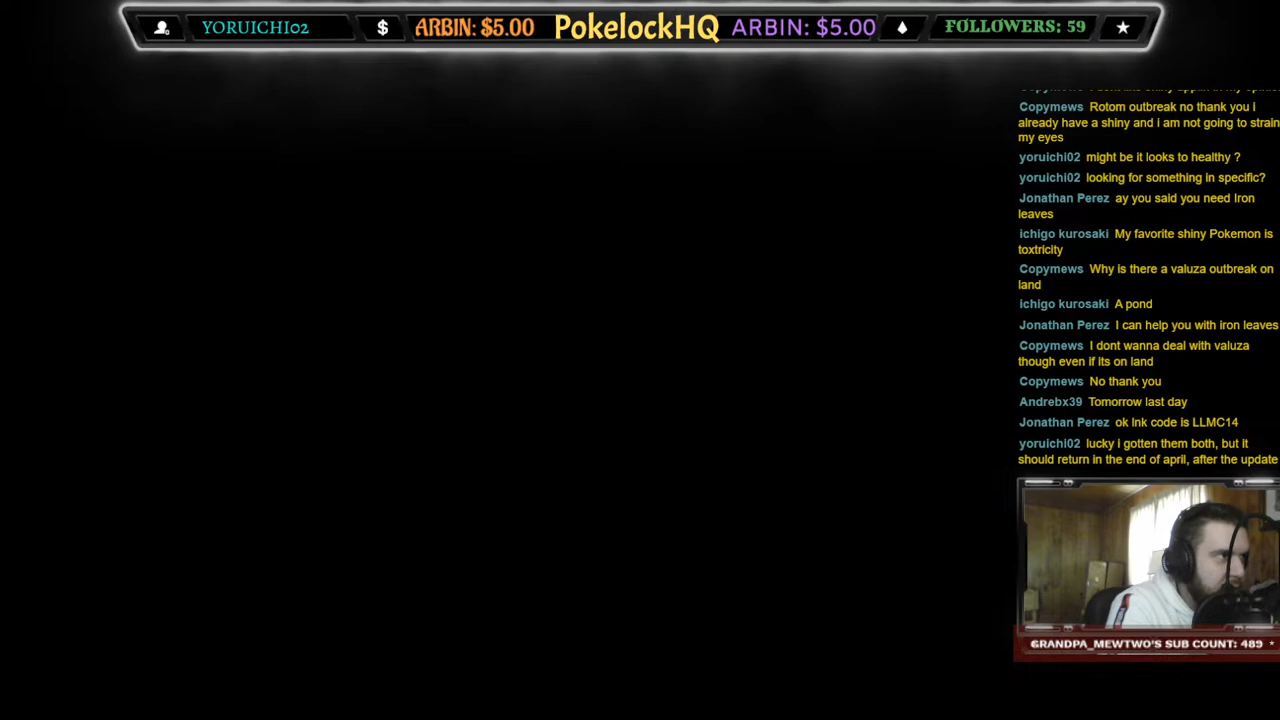 YORUICHI02 $ ARBIN: $5.00 PokelockHQ ARBIN: $5.00 FOLLOWERS: 59
Copymews Rotom outbreak no thank you i
already have a shiny and i am not going to strain
my eyes
yoruichi02 might be it looks to healthy ?
yoruichi02 looking for something in specific?
Jonathan Perez ay you said you need Iron
leaves
ichigo kurosaki My favorite shiny Pokemon is
toxtricity
Copymews Why is there a valuza outbreak on
land
ichigo kurosaki A pond
Jonathan Perez I can help you with iron leaves
Copymews I dont wanna deal with valuza
though even if its on land
Copymews No thank you
Andrebx39 Tomorrow last day
Jonathan Perez ok lnk code is LLMC14
yoruichi02 lucky i gotten them both, but it
should return in the end of april, after the update
GRANDPA_MEWTWO'S SUB COUNT: 489 *